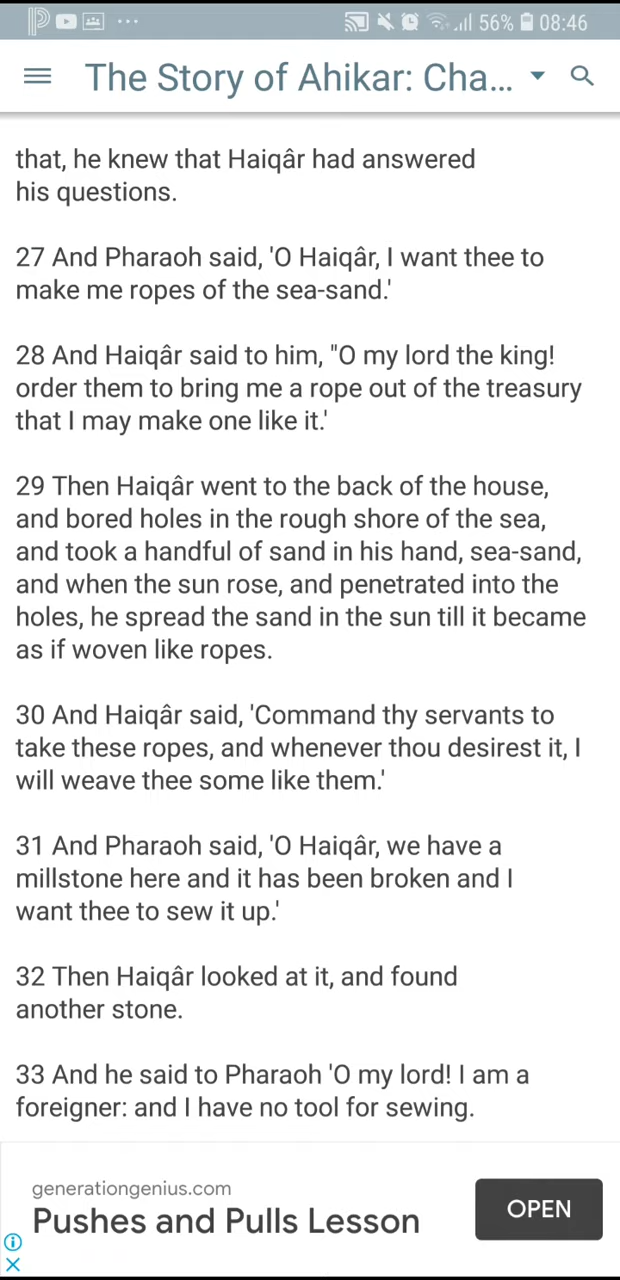 56% 08:46
The Story of Ahikar: Cha...
that, he knew that Haiqâr had answered
his questions.
27 And Pharaoh said, 'O Haiqâr, I want thee to
make me ropes of the sea-sand.'
28 And Haiqâr said to him, "O my lord the king!
order them to bring me a rope out of the treasury
that I may make one like it.'
29 Then Haiqâr went to the back of the house,
and bored holes in the rough shore of the sea,
and took a handful of sand in his hand, sea-sand,
and when the sun rose, and penetrated into the
holes, he spread the sand in the sun till it became
as if woven like ropes.
30 And Haiqâr said, 'Command thy servants to
take these ropes, and whenever thou desirest it, I
will weave thee some like them.'
31 And Pharaoh said, 'O Haiqâr, we have a
millstone here and it has been broken and I
want thee to sew it up.'
32 Then Haiqâr looked at it, and found
another stone.
33 And he said to Pharaoh 'O my lord! I am a
foreigner: and I have no tool for sewing.
generationgenius.com
Pushes and Pulls Lesson
OPEN